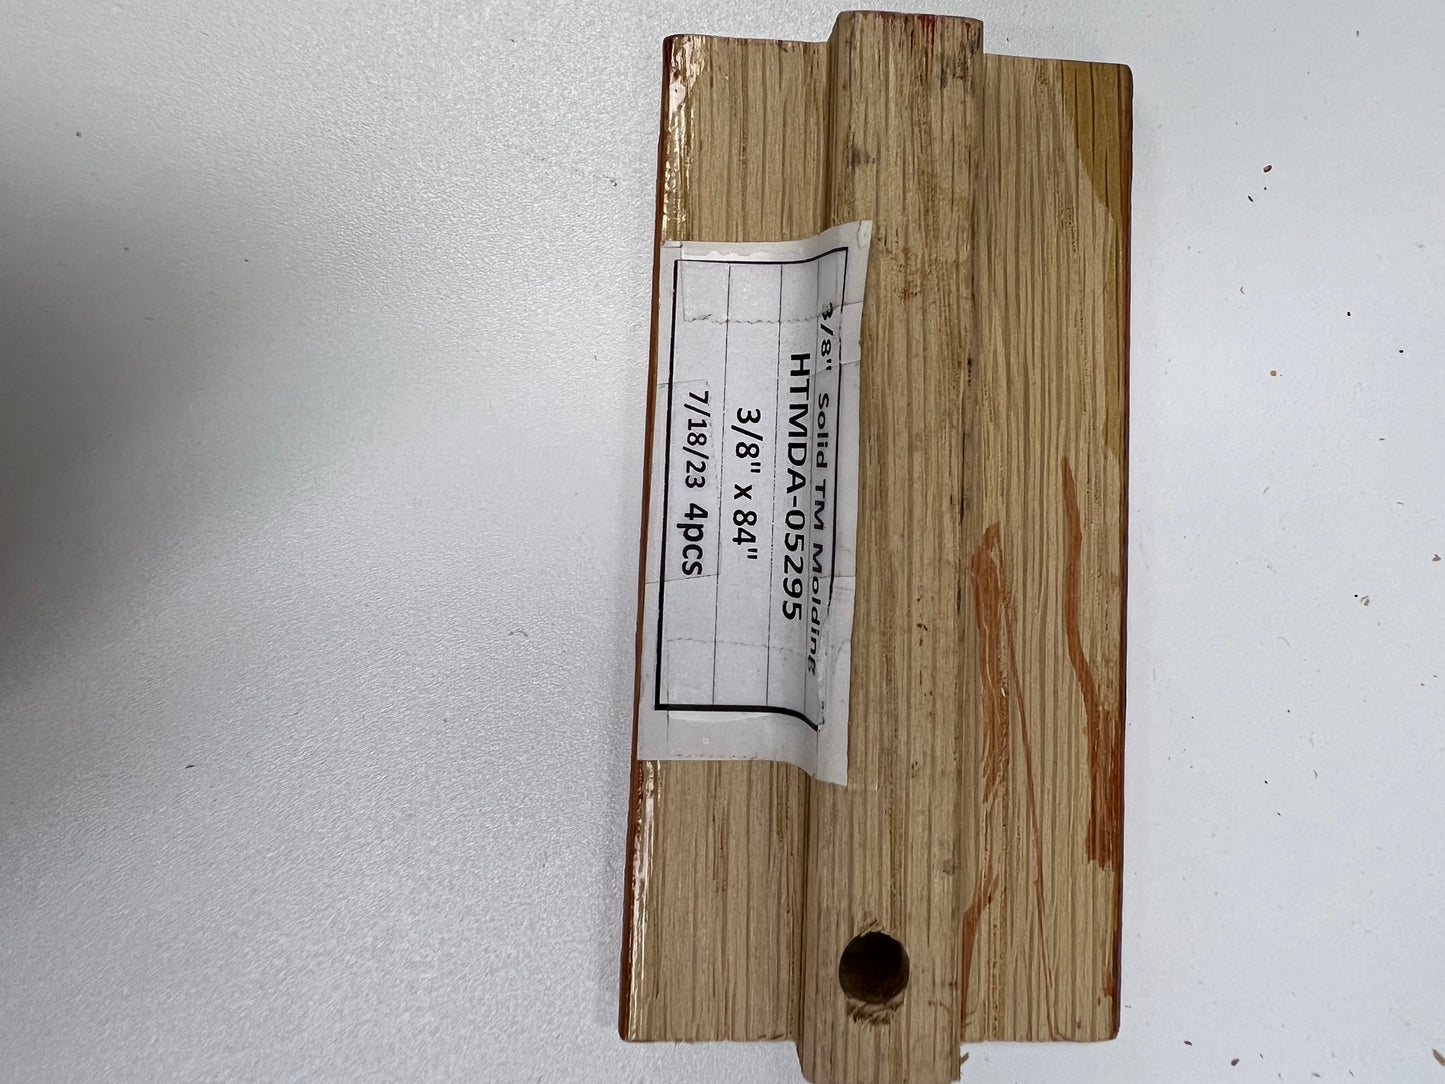 3/8" Solid TM Molding
HTMDA-05295
3/8" x 84"
7/18/23 4pcs